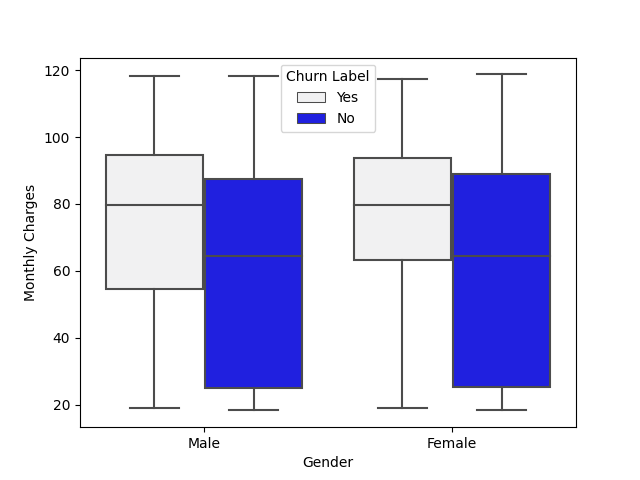 120
100
80
60
40
20
Monthly Charges
Churn Label
Yes
No
Male
Female
Gender